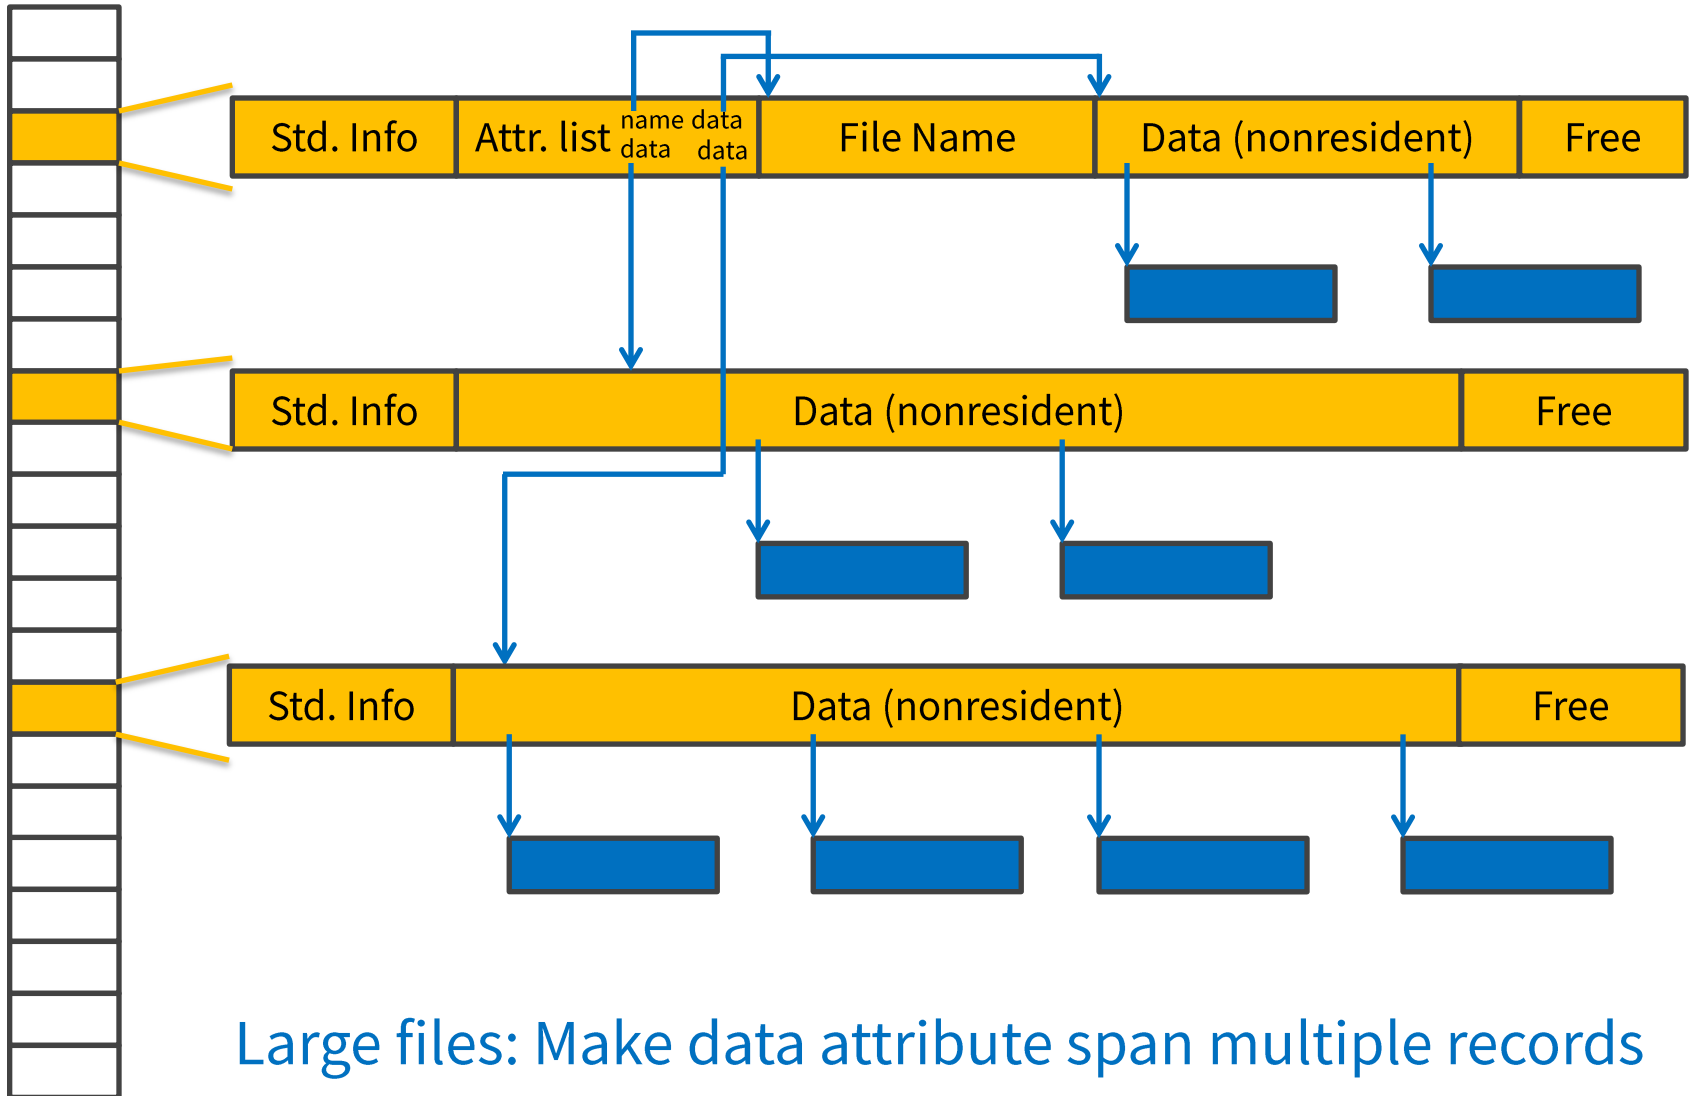 Std. Info
Attr. list
name data
data data
File Name
Data (nonresident)
Free
Std. Info
Data (nonresident)
Free
Std. Info
Data (nonresident)
Free
Large files: Make data attribute span multiple records